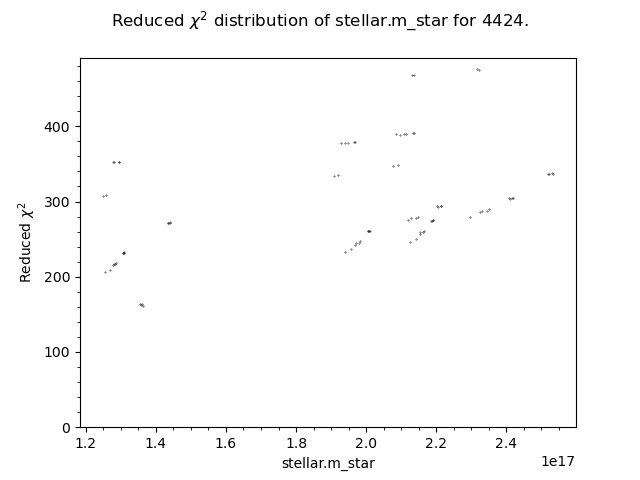 Reduced χ² distribution of stellar.m_star for 4424.
Reduced χ²
400
300
200
100
0
1.2 1.4 1.6 1.8 2.0 2.2 2.4
1e17
stellar.m_star